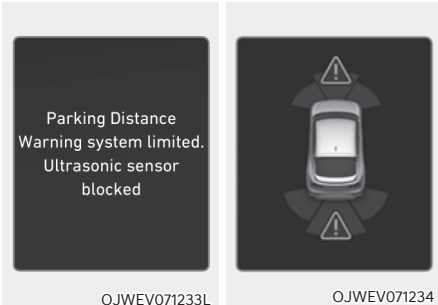 Parking Distance
Warning system limited.
Ultrasonic sensor
blocked
OJWEV071233L
OJWEV071234